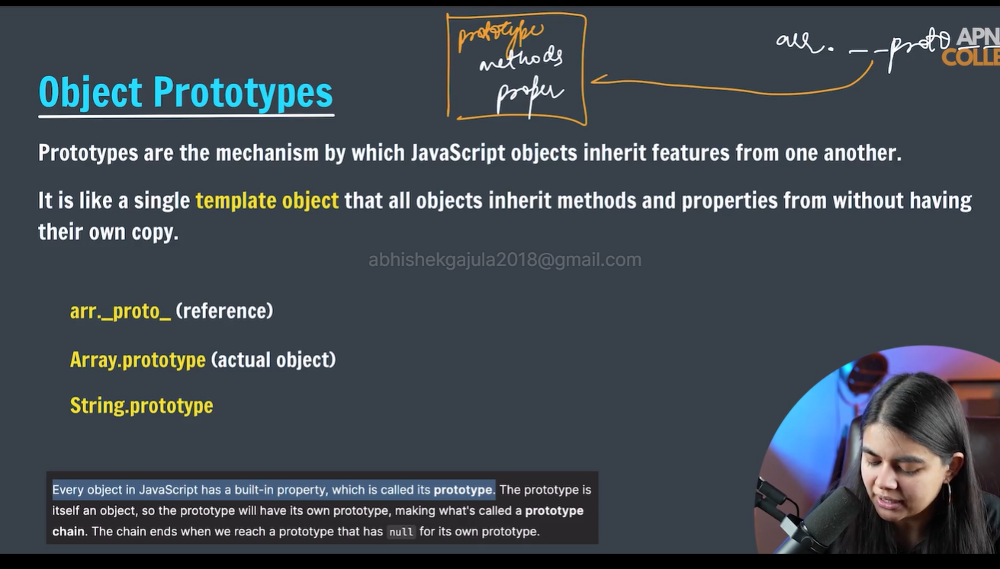 prototype
methods
proper
arr. __proto__
APN
COLLE
Object Prototypes
Prototypes are the mechanism by which JavaScript objects inherit features from one another.
It is like a single template object that all objects inherit methods and properties from without having
their own copy.
abhishekgajula2018@gmail.com
arr._proto_ (reference)
Array.prototype (actual object)
String.prototype
Every object in JavaScript has a built-in property, which is called its prototype. The prototype is
itself an object, so the prototype will have its own prototype, making what's called a prototype
chain. The chain ends when we reach a prototype that has null for its own prototype.